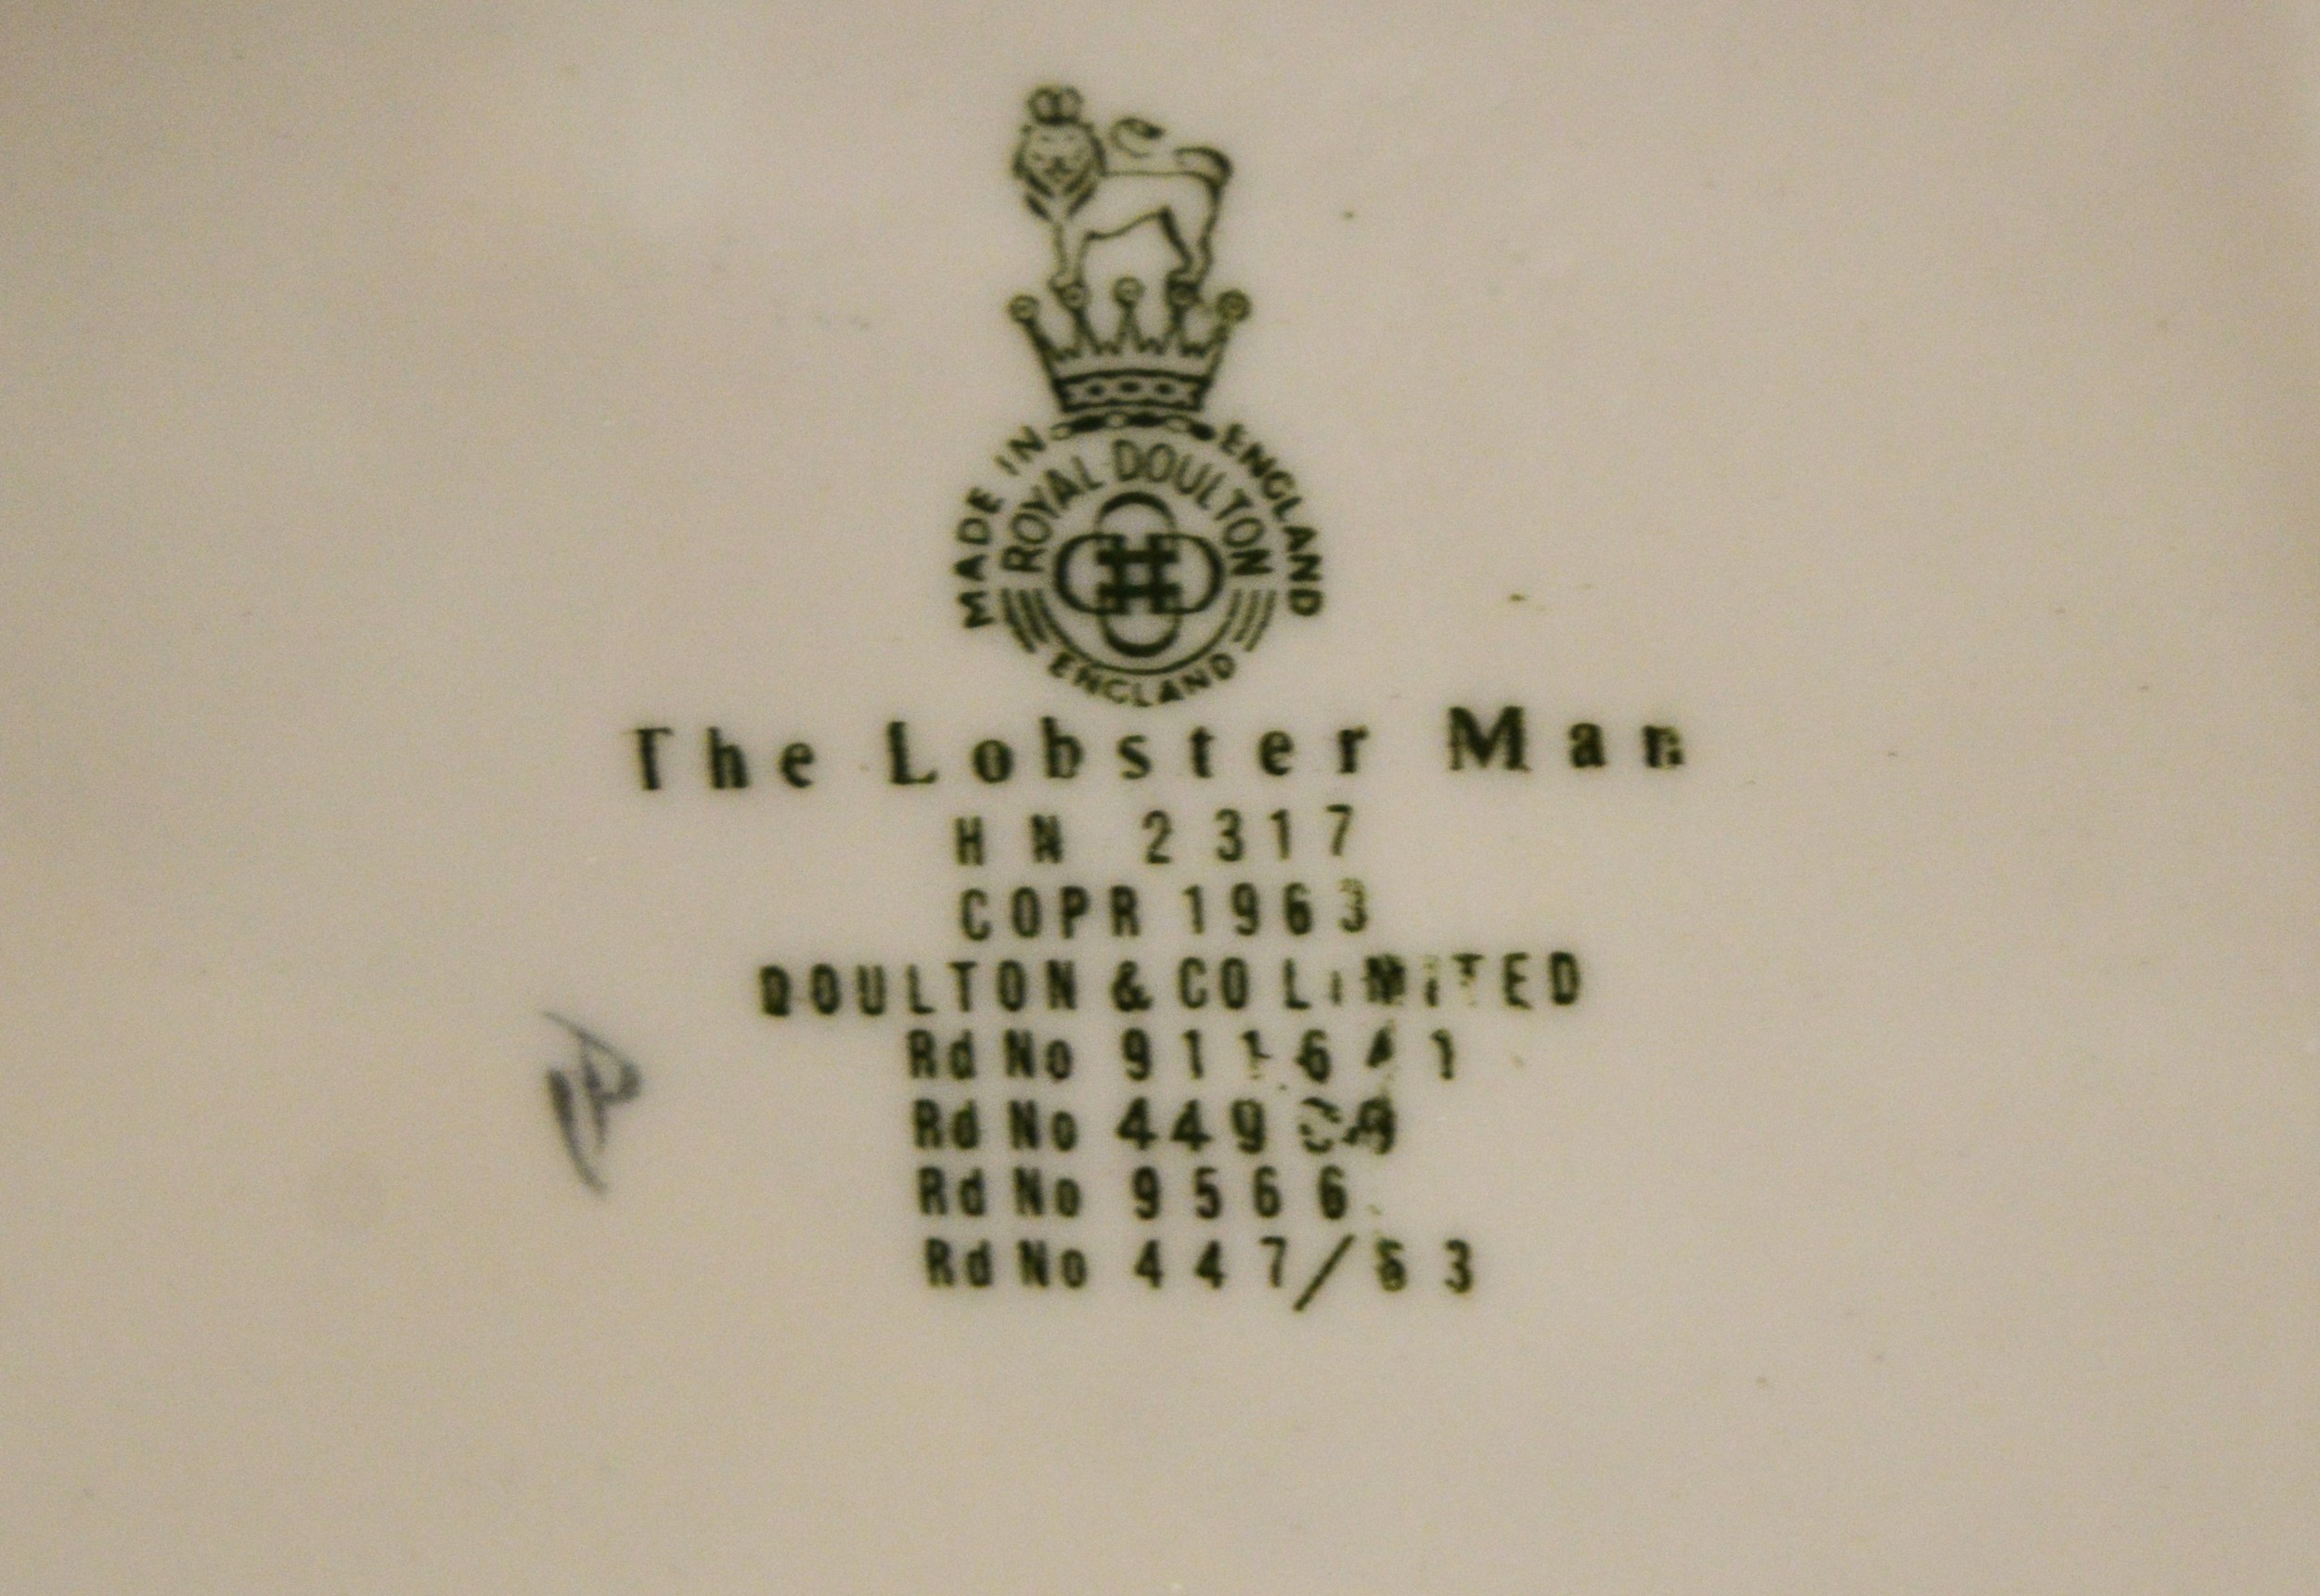 MADE IN ENGLAND
ROYAL DOULTON
ENGLAND
The Lobster Man
HN 2317
COPR 1963
DOULTON & CO LIMITED
Rd No 911641
Rd No
Rd No 9566
Rd No 447/63